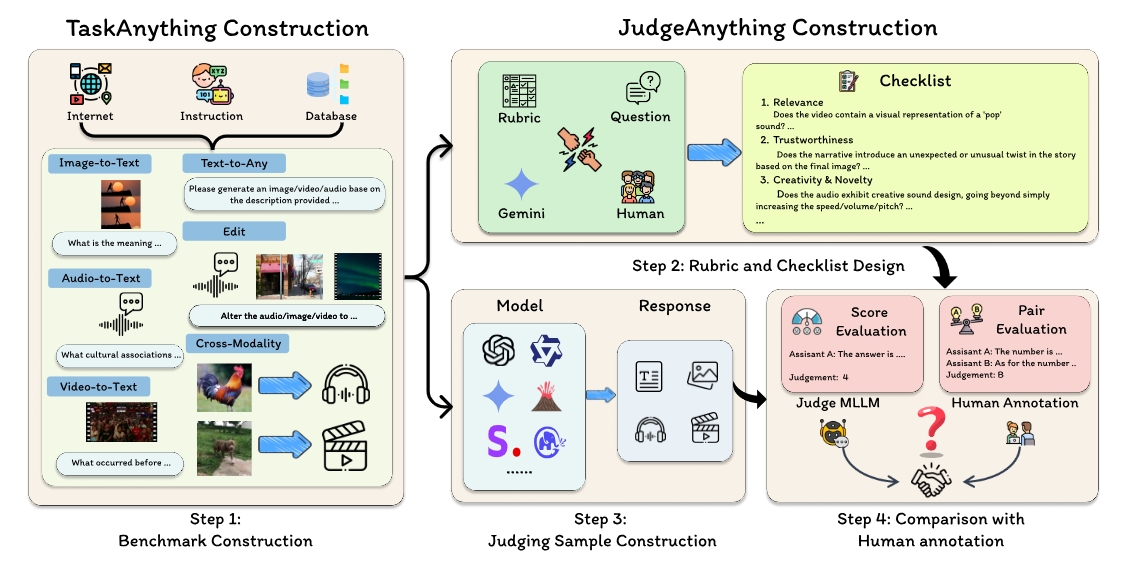 TaskAnything Construction
JudgeAnything Construction
Internet
Instruction
Database
XYZ
101
Image-to-Text
What is the meaning ...
Audio-to-Text
What cultural associations ...
Video-to-Text
What occurred before ...
Text-to-Any
Please generate an image/video/audio base on
the description provided ...
Edit
Alter the audio/image/video to ...
Cross-Modality
Step 1:
Benchmark Construction
Rubric
Question
Gemini
Human
Checklist
1. Relevance
Does the video contain a visual representation of a 'pop'
sound? ...
2. Trustworthiness
Does the narrative introduce an unexpected or unusual twist in the story
based on the final image? ...
3. Creativity & Novelty
Does the audio exhibit creative sound design, going beyond simply
increasing the speed/volume/pitch? ...
...
Step 2: Rubric and Checklist Design
Model
Response
S.
T
......
Step 3:
Judging Sample Construction
Score
Evaluation
Assisant A: The answer is ....
Judgement: 4
A
B
Pair
Evaluation
Assisant A: The number is ...
Assisant B: As for the number ..
Judgement: B
Judge MLLM
Human Annotation
?
Step 4: Comparison with
Human annotation